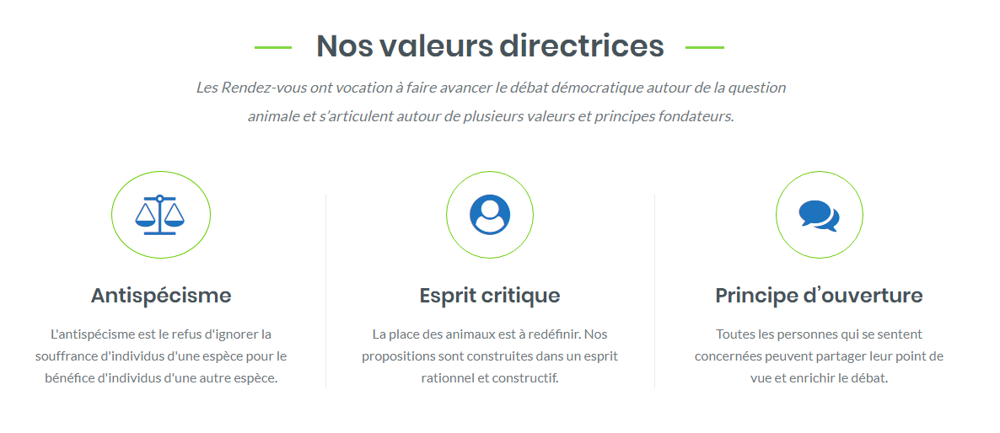 Nos valeurs directrices
Les Rendez-vous ont vocation à faire avancer le débat démocratique autour de la question
animale et s’articulent autour de plusieurs valeurs et principes fondateurs.
Antispécisme
L'antispécisme est le refus d'ignorer la
souffrance d'individus d'une espèce pour le
bénéfice d'individus d'une autre espèce.
Esprit critique
La place des animaux est à redéfinir. Nos
propositions sont construites dans un esprit
rationnel et constructif.
Principe d’ouverture
Toutes les personnes qui se sentent
concernées peuvent partager leur point de
vue et enrichir le débat.